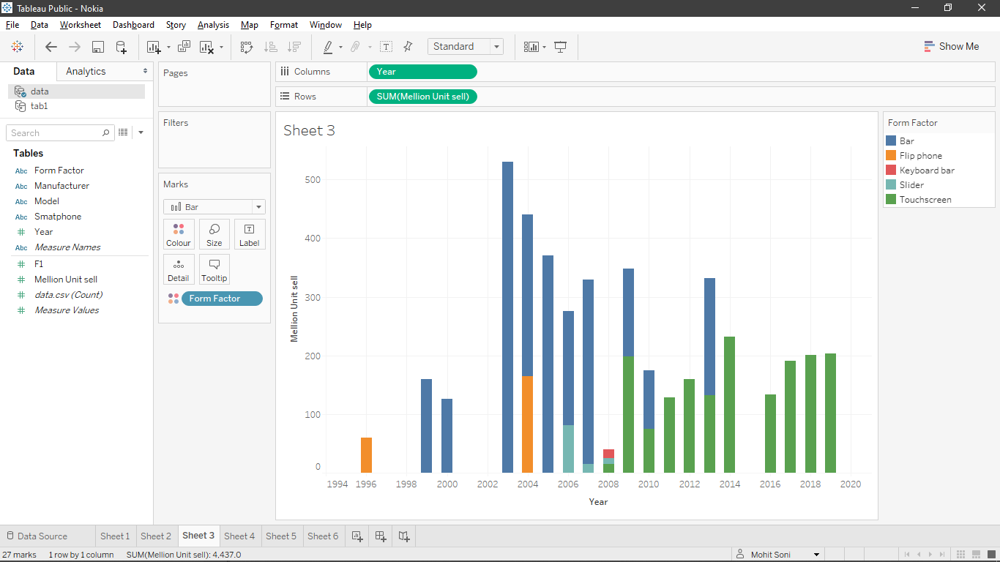 Tableau Public - Nokia
File Data Worksheet Dashboard Story Analysis Map Format Window Help
Standard
Show Me
Data Analytics
data
tab1
Search
Tables
Abc Form Factor
Abc Manufacturer
Abc Model
Abc Smatphone
# Year
Abc Measure Names
# F1
# Mellion Unit sell
# data.csv (Count)
# Measure Values
Pages
Filters
Marks
Bar
Colour Size Label
Detail Tooltip
Form Factor
Columns Year
Rows SUM(Mellion Unit sell)
Sheet 3
500
400
300
200
100
0
Mellion Unit sell
1994 1996 1998 2000 2002 2004 2006 2008 2010 2012 2014 2016 2018 2020
Year
Form Factor
Bar
Flip phone
Keyboard bar
Slider
Touchscreen
Data Source Sheet 1 Sheet 2 Sheet 3 Sheet 4 Sheet 5 Sheet 6
27 marks 1 row by 1 column SUM(Mellion Unit sell): 4,437.0 Mohit Soni